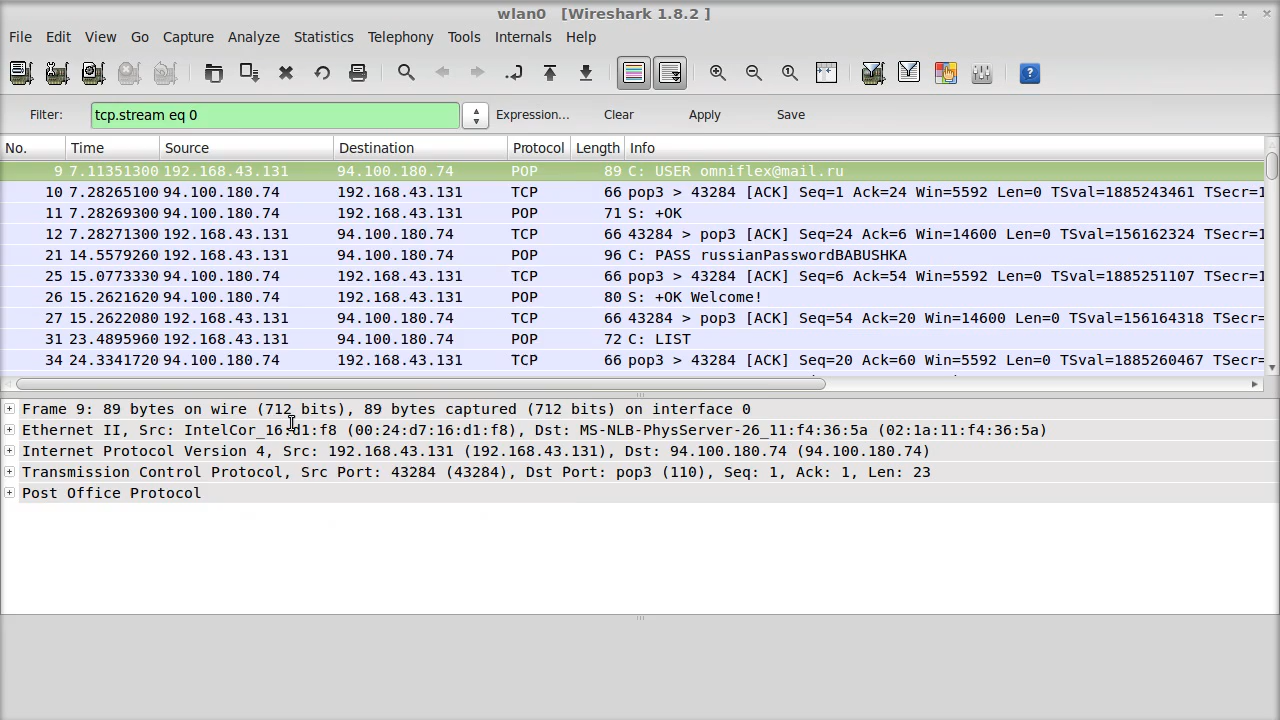 wlan0 [Wireshark 1.8.2 ]
File Edit View Go Capture Analyze Statistics Telephony Tools Internals Help
Filter: tcp.stream eq 0 Expression... Clear Apply Save
No. Time Source Destination Protocol Length Info
9 7.11351300 192.168.43.131 94.100.180.74 POP 89 C: USER omniflex@mail.ru
10 7.28265100 94.100.180.74 192.168.43.131 TCP 66 pop3 > 43284 [ACK] Seq=1 Ack=24 Win=5592 Len=0 TSval=1885243461 TSecr=1
11 7.28269300 94.100.180.74 192.168.43.131 POP 71 S: +OK
12 7.28271300 192.168.43.131 94.100.180.74 TCP 66 43284 > pop3 [ACK] Seq=24 Ack=6 Win=14600 Len=0 TSval=156162324 TSecr=1
21 14.5579260 192.168.43.131 94.100.180.74 POP 96 C: PASS russianPasswordBABUSHKA
25 15.0773330 94.100.180.74 192.168.43.131 TCP 66 pop3 > 43284 [ACK] Seq=6 Ack=54 Win=5592 Len=0 TSval=1885251107 TSecr=1
26 15.2621620 94.100.180.74 192.168.43.131 POP 80 S: +OK Welcome!
27 15.2622080 192.168.43.131 94.100.180.74 TCP 66 43284 > pop3 [ACK] Seq=54 Ack=20 Win=14600 Len=0 TSval=156164318 TSecr=
31 23.4895960 192.168.43.131 94.100.180.74 POP 72 C: LIST
34 24.3341720 94.100.180.74 192.168.43.131 TCP 66 pop3 > 43284 [ACK] Seq=20 Ack=60 Win=5592 Len=0 TSval=1885260467 TSecr=
Frame 9: 89 bytes on wire (712 bits), 89 bytes captured (712 bits) on interface 0
Ethernet II, Src: IntelCor_16:d1:f8 (00:24:d7:16:d1:f8), Dst: MS-NLB-PhysServer-26_11:f4:36:5a (02:1a:11:f4:36:5a)
Internet Protocol Version 4, Src: 192.168.43.131 (192.168.43.131), Dst: 94.100.180.74 (94.100.180.74)
Transmission Control Protocol, Src Port: 43284 (43284), Dst Port: pop3 (110), Seq: 1, Ack: 1, Len: 23
Post Office Protocol